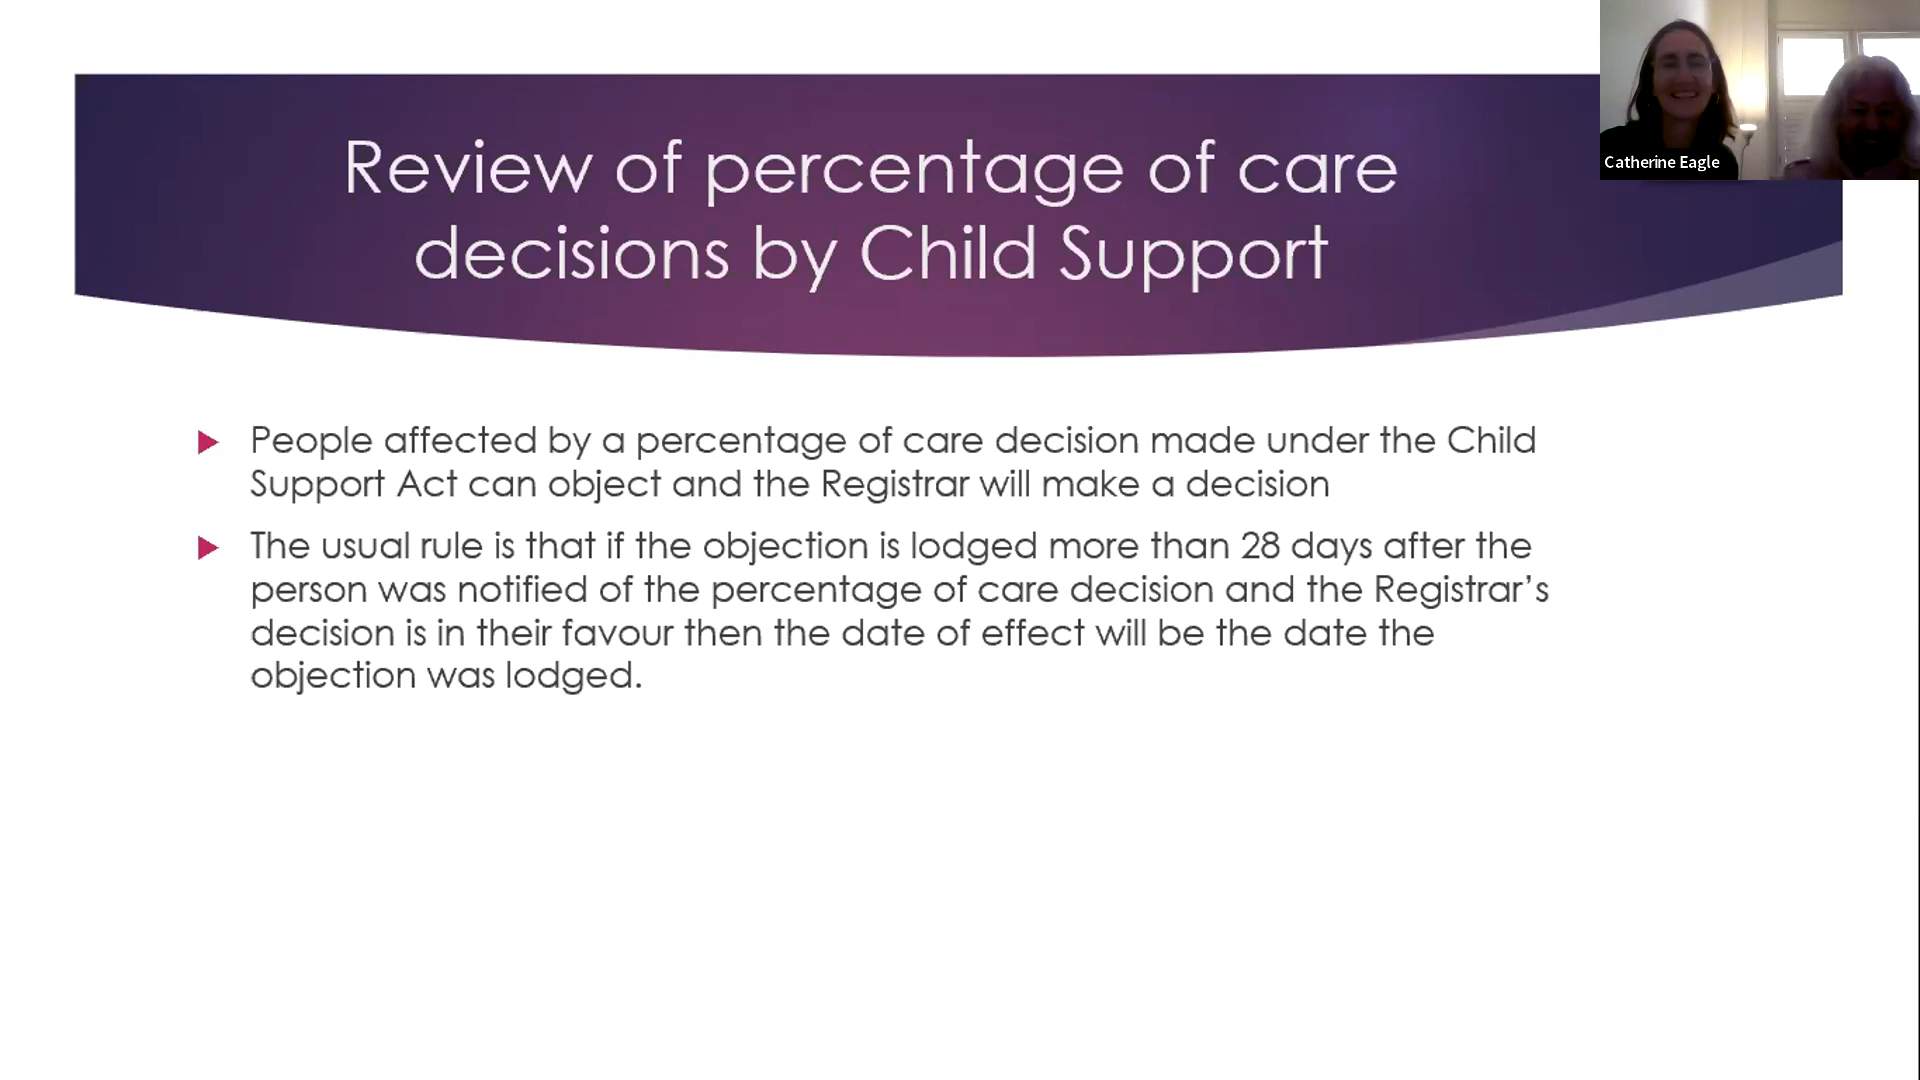 Review of percentage of care
decisions by Child Support
Catherine Eagle
People affected by a percentage of care decision made under the Child
Support Act can object and the Registrar will make a decision
The usual rule is that if the objection is lodged more than 28 days after the
person was notified of the percentage of care decision and the Registrar’s
decision is in their favour then the date of effect will be the date the
objection was lodged.